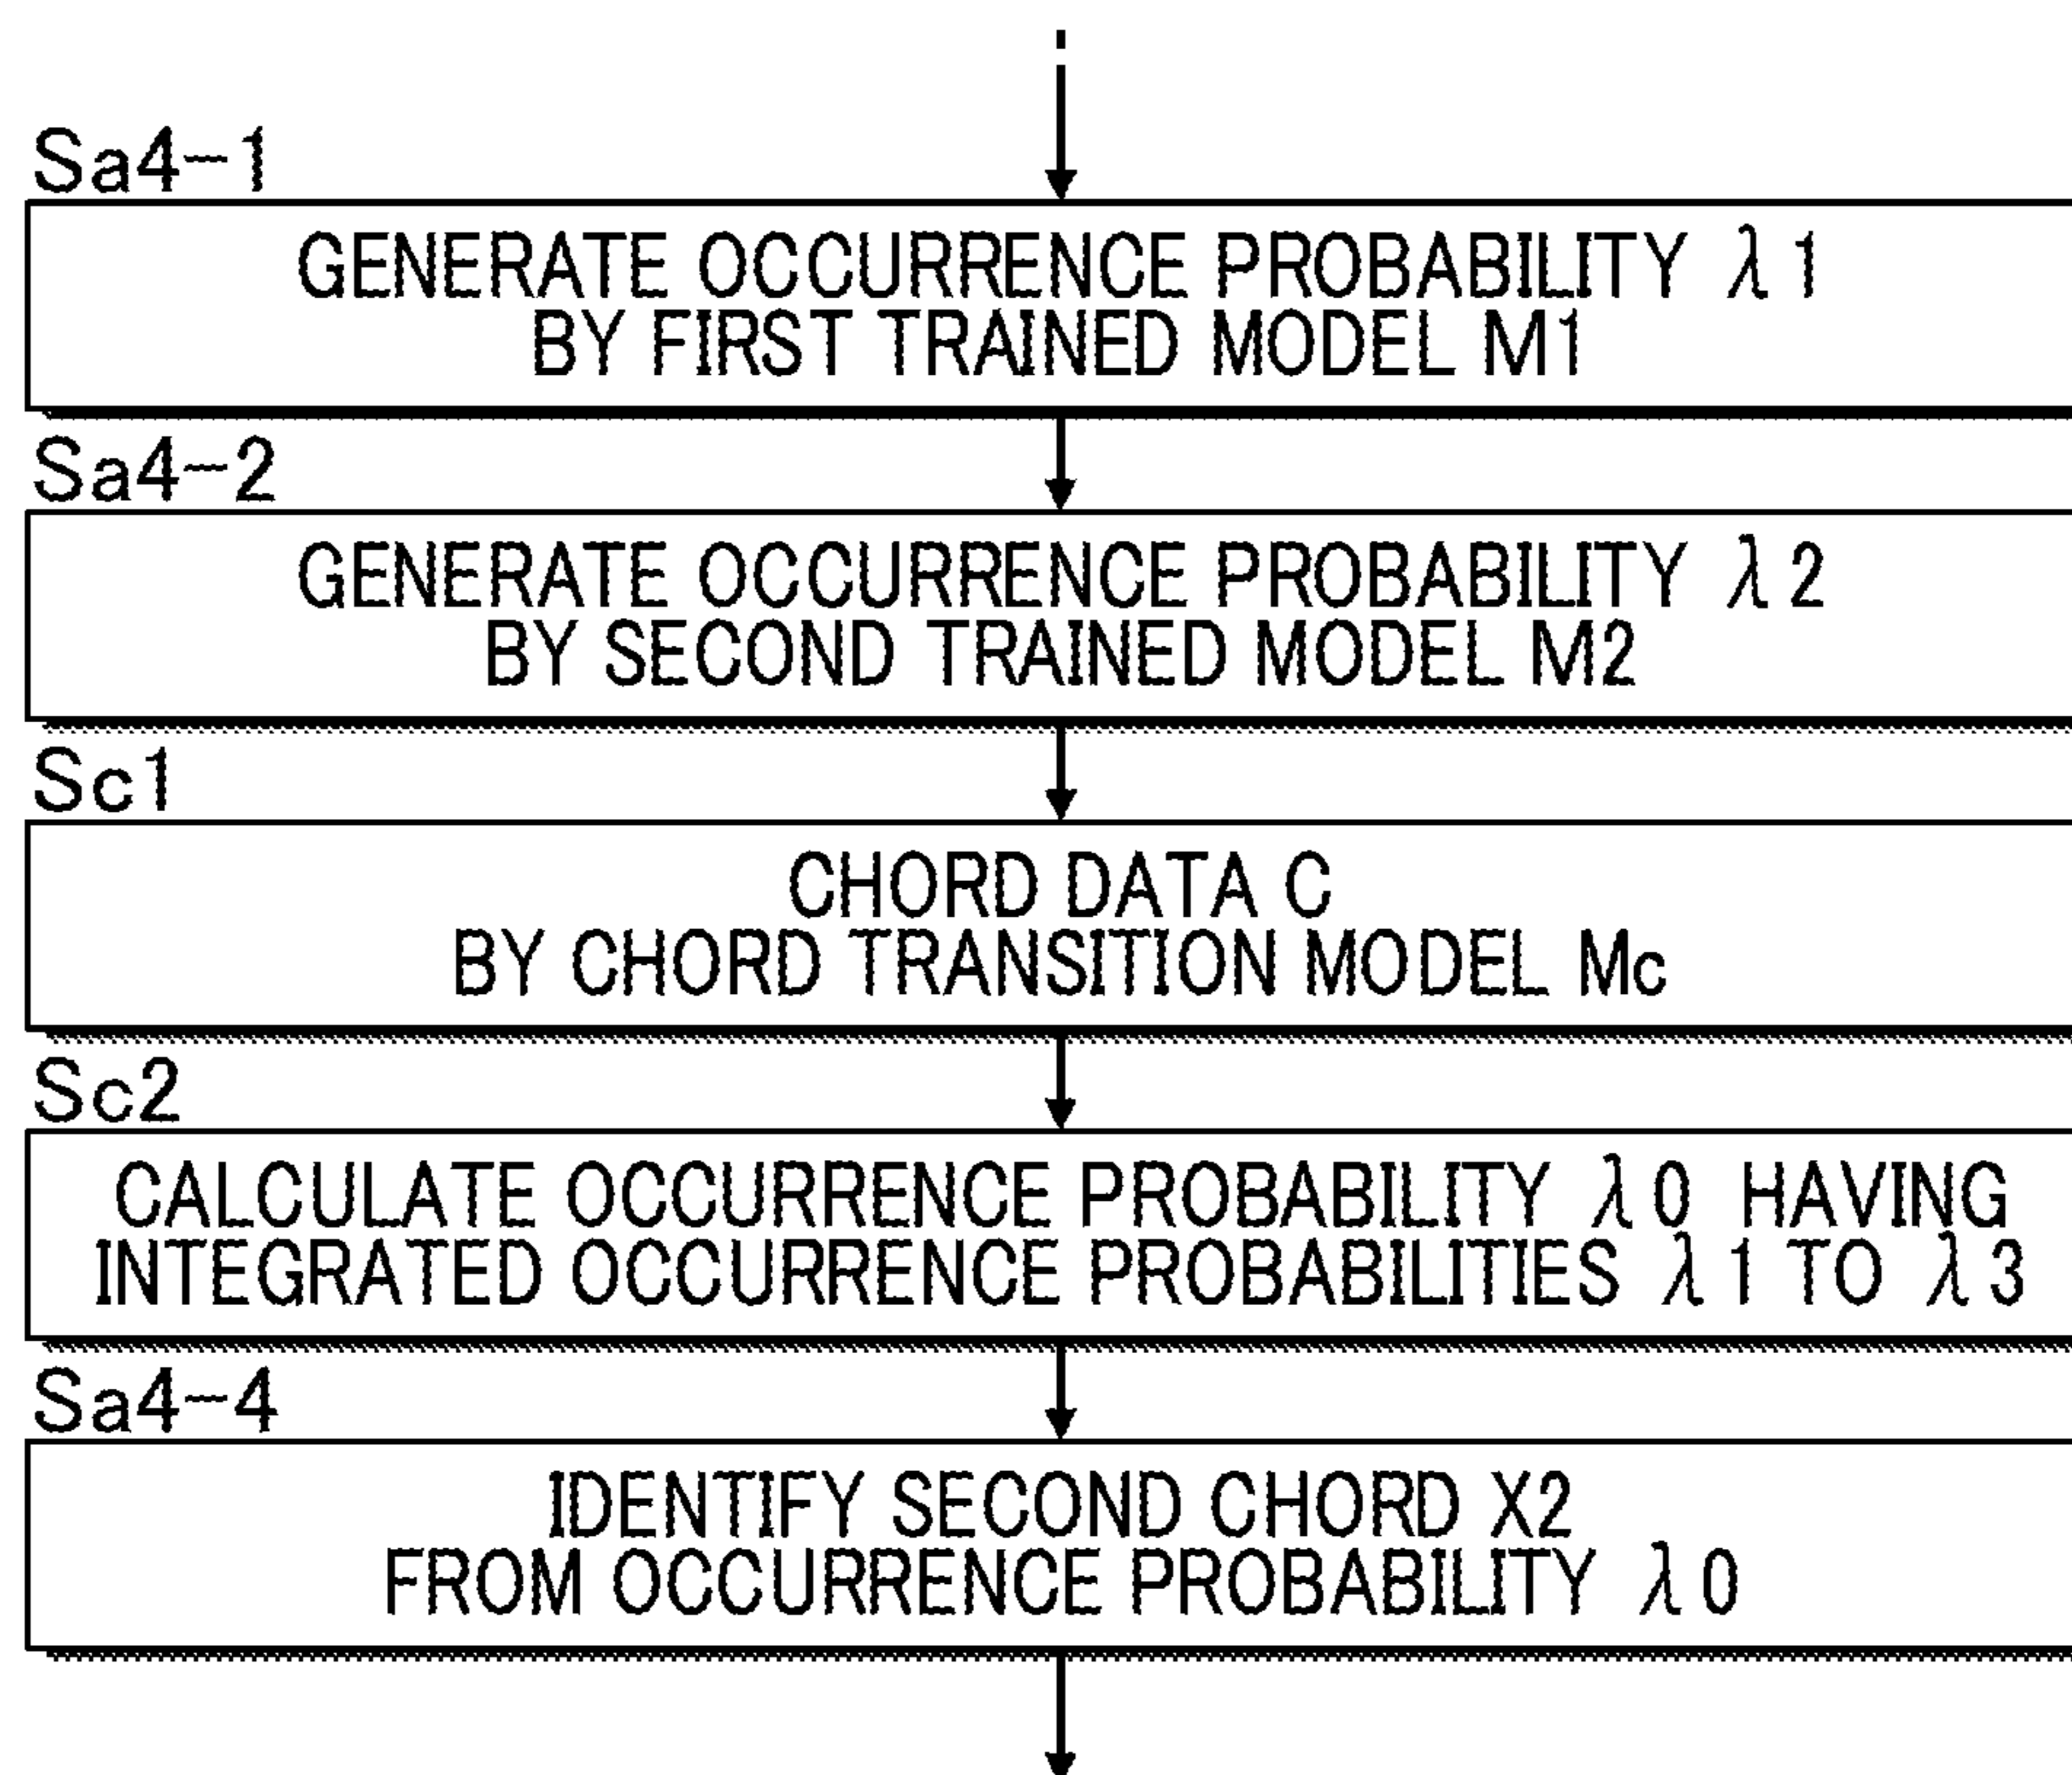 Sa4-1
GENERATE OCCURRENCE PROBABILITY λ1
BY FIRST TRAINED MODEL M1
Sa4-2
GENERATE OCCURRENCE PROBABILITY λ2
BY SECOND TRAINED MODEL M2
Sc1
CHORD DATA C
BY CHORD TRANSITION MODEL Mc
Sc2
CALCULATE OCCURRENCE PROBABILITY λ0 HAVING
INTEGRATED OCCURRENCE PROBABILITIES λ1 TO λ3
Sa4-4
IDENTIFY SECOND CHORD X2
FROM OCCURRENCE PROBABILITY λ0